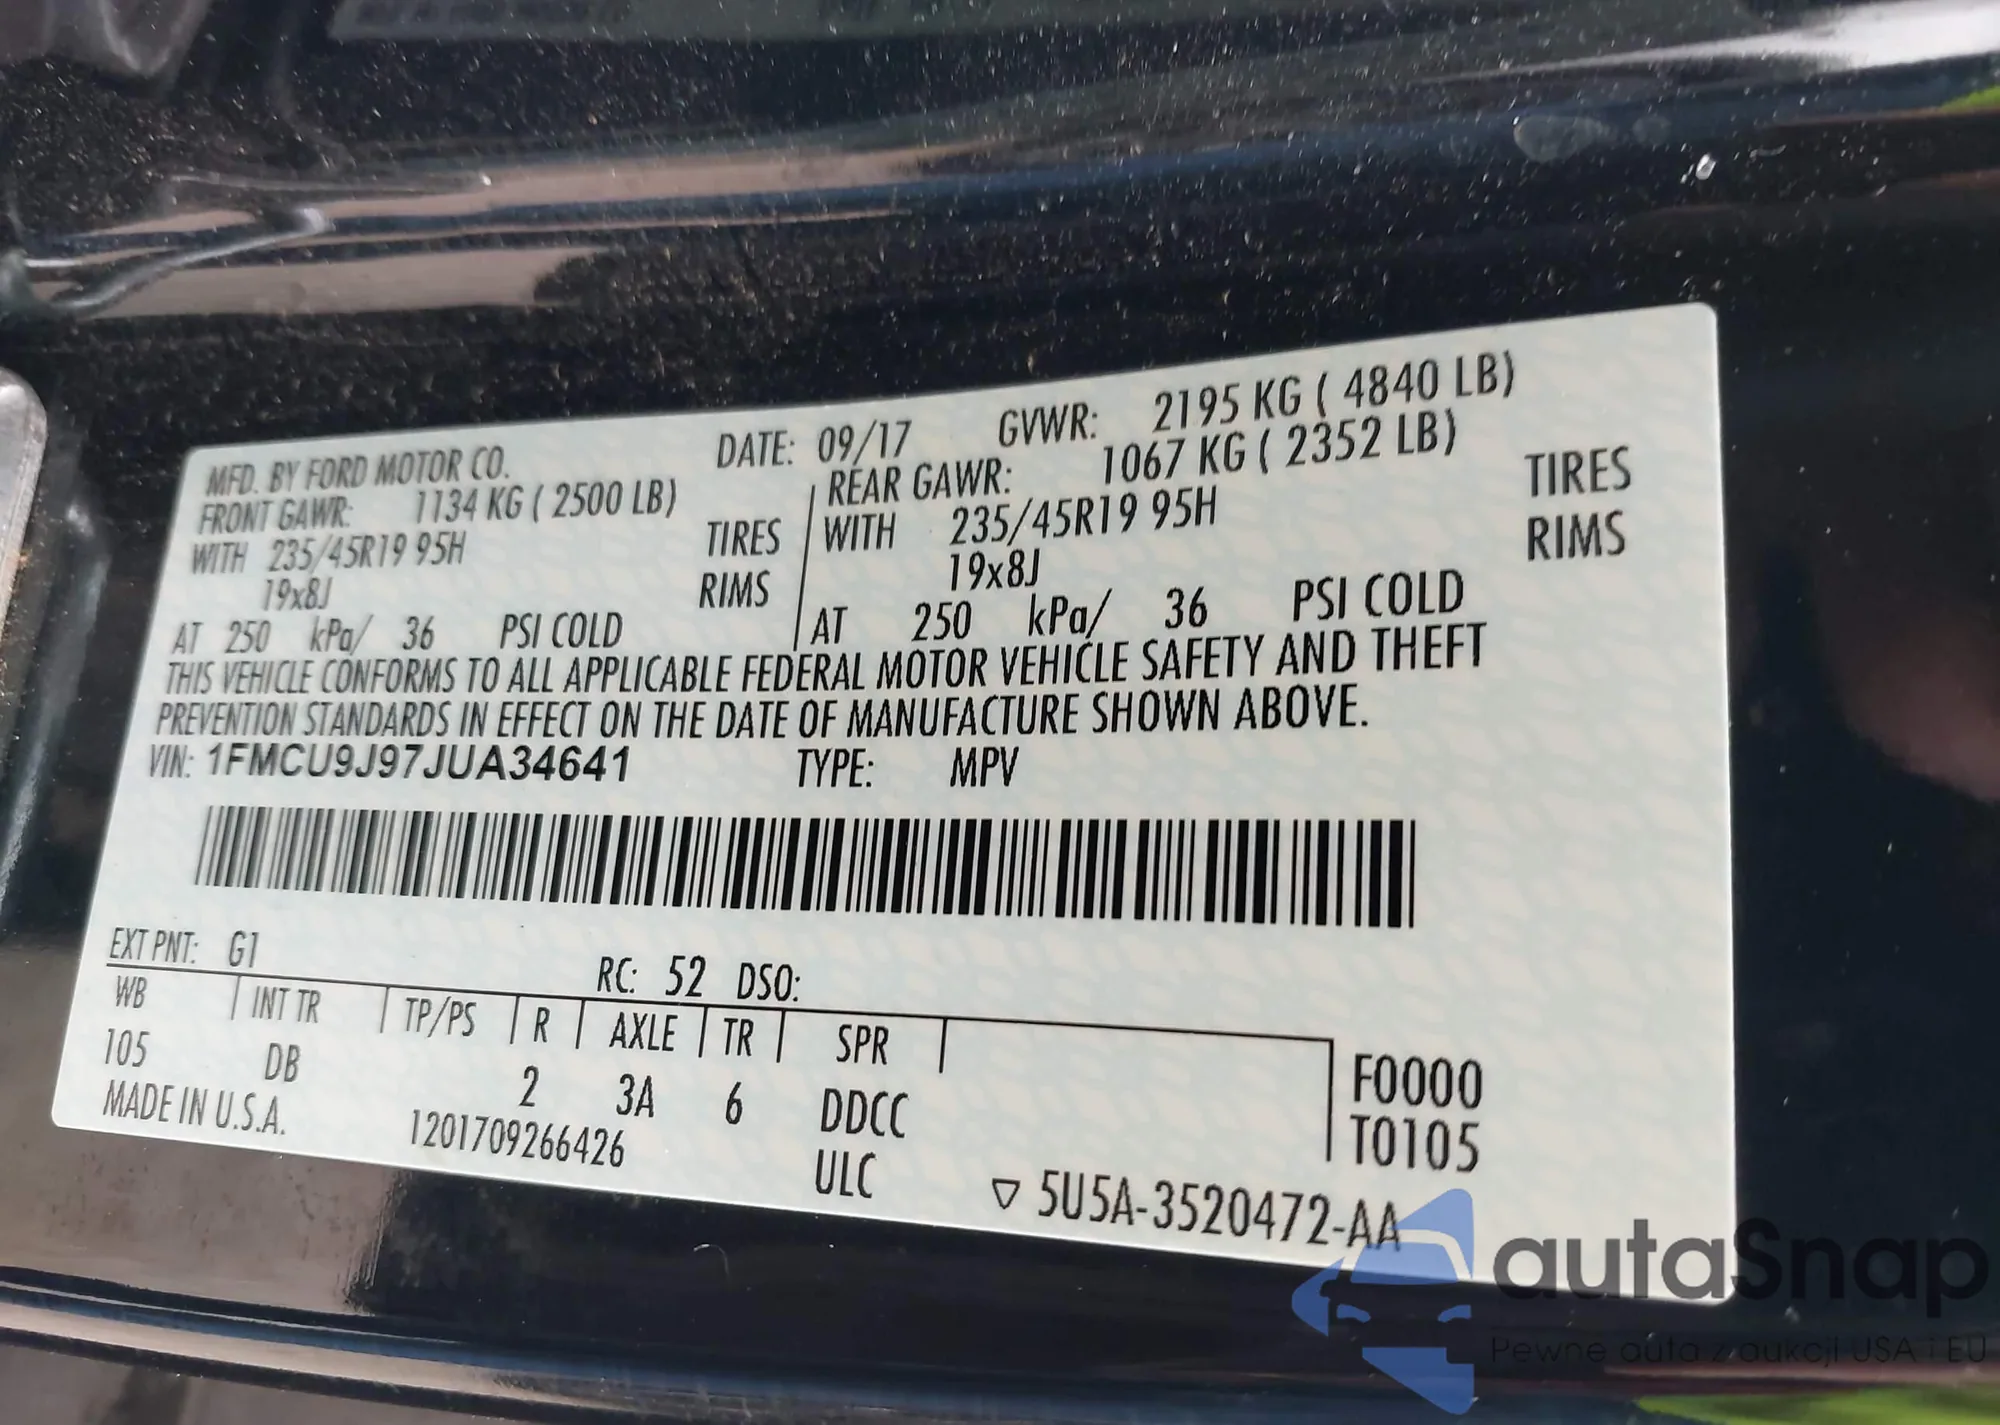 MFD. BY FORD MOTOR CO. DATE: 09/17 GVWR: 2195 KG ( 4840 LB)
FRONT GAWR: 1134 KG ( 2500 LB) REAR GAWR: 1067 KG ( 2352 LB)
WITH 235/45R19 95H TIRES WITH 235/45R19 95H TIRES
19x8J RIMS 19x8J RIMS
AT 250 kPa/ 36 PSI COLD AT 250 kPa/ 36 PSI COLD
THIS VEHICLE CONFORMS TO ALL APPLICABLE FEDERAL MOTOR VEHICLE SAFETY AND THEFT
PREVENTION STANDARDS IN EFFECT ON THE DATE OF MANUFACTURE SHOWN ABOVE.
VIN: 1FMCU9J97JUA34641 TYPE: MPV
EXT PNT: G1 RC: 52 DSO:
WB INT TR TP/PS R AXLE TR SPR
105 DB 2 3A 6 DDCC F0000
T0105
MADE IN U.S.A. 1201709266426 ULC
▽ 5U5A-3520472-AA
autaSnap
Pewne auta z aukcji USA i EU